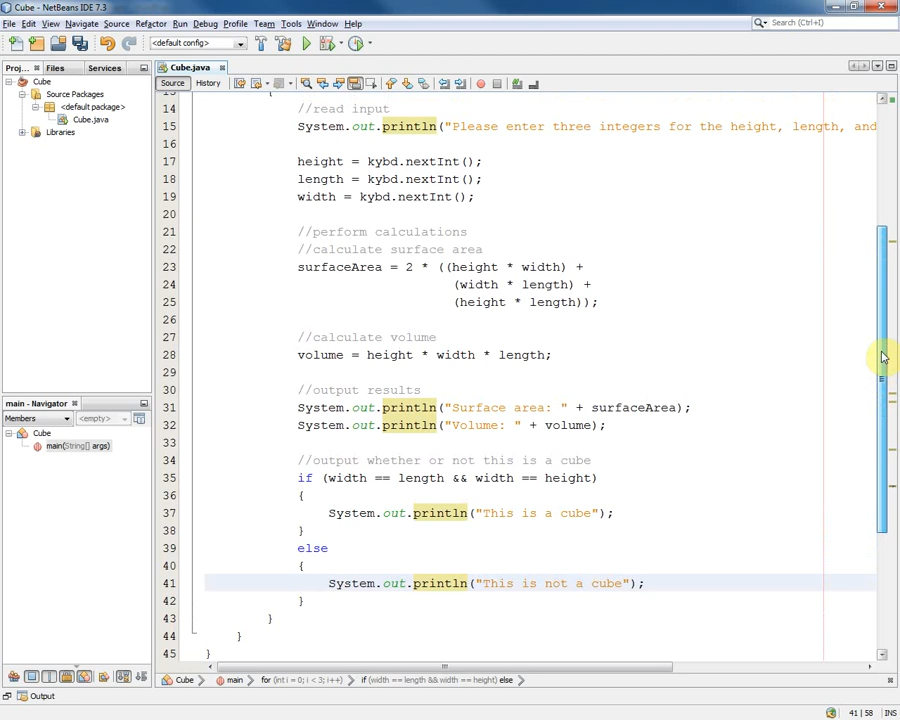 Cube - NetBeans IDE 7.3
File Edit View Navigate Source Refactor Run Debug Profile Team Tools Window Help
Search (Ctrl+I)
<default config>
Proj... Files Services
Cube.java
Source History
Cube
Source Packages
<default package>
Cube.java
Libraries
14 //read input
15 System.out.println("Please enter three integers for the height, length, and
16
17 height = kybd.nextInt();
18 length = kybd.nextInt();
19 width = kybd.nextInt();
20
21 //perform calculations
22 //calculate surface area
23 surfaceArea = 2 * ((height * width) +
24 (width * length) +
25 (height * length));
26
27 //calculate volume
28 volume = height * width * length;
29
30 //output results
31 System.out.println("Surface area: " + surfaceArea);
32 System.out.println("Volume: " + volume);
33
34 //output whether or not this is a cube
35 if (width == length && width == height)
36 {
37 System.out.println("This is a cube");
38 }
39 else
40 {
41 System.out.println("This is not a cube");
42 }
43 }
44 }
45 }
main - Navigator
Members <empty>
Cube
main(String[] args)
Cube main for (int i = 0; i < 3; i++) if (width == length && width == height) else
Output
41 | 58 INS